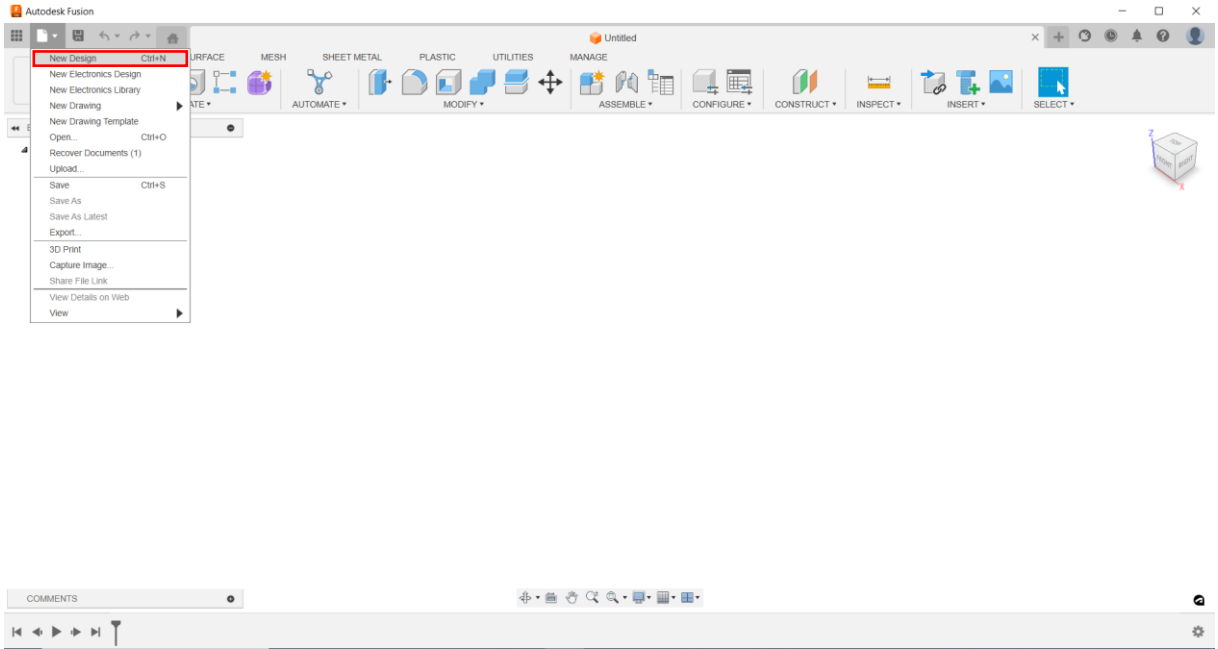 Autodesk Fusion
Untitled
New Design Ctrl+N
New Electronics Design
New Electronics Library
New Drawing
New Drawing Template
Open... Ctrl+O
Recover Documents (1)
Upload...
Save Ctrl+S
Save As
Save As Latest
Export...
3D Print
Capture Image...
Share File Link
View Details on Web
View
URFACE MESH SHEET METAL PLASTIC UTILITIES MANAGE
ATE AUTOMATE MODIFY ASSEMBLE CONFIGURE CONSTRUCT INSPECT INSERT SELECT
Z
TOP
FRONT RIGHT
X
COMMENTS